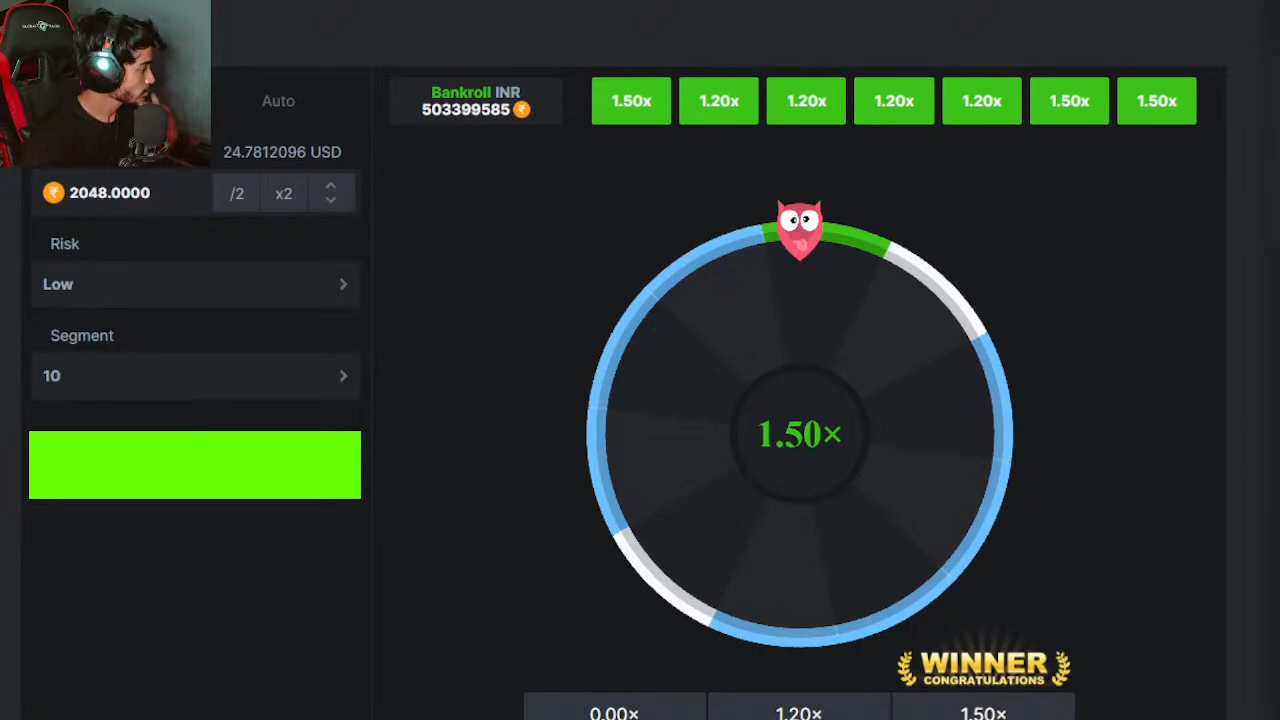 Auto
Bankroll INR
503399585
1.50x
1.20x
1.20x
1.20x
1.20x
1.50x
1.50x
24.7812096 USD
2048.0000
/2
x2
Risk
Low
Segment
10
1.50×
WINNER
CONGRATULATIONS
0.00×
1.20×
1.50×